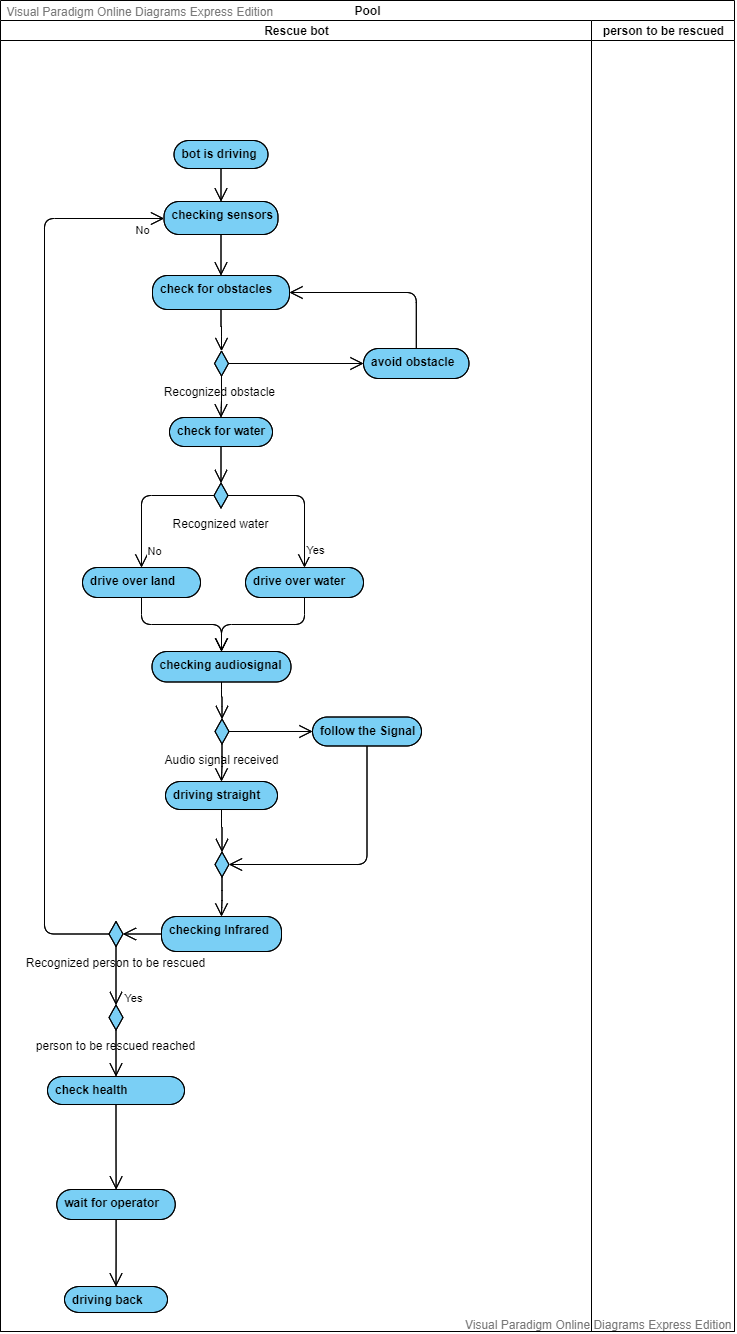 Visual Paradigm Online Diagrams Express Edition
Pool
Rescue bot
person to be rescued
bot is driving
checking sensors
No
check for obstacles
avoid obstacle
Recognized obstacle
check for water
Recognized water
No
Yes
drive over land
drive over water
checking audiosignal
follow the Signal
Audio signal received
driving straight
checking Infrared
Recognized person to be rescued
Yes
person to be rescued reached
check health
wait for operator
driving back
Visual Paradigm Online Diagrams Express Edition